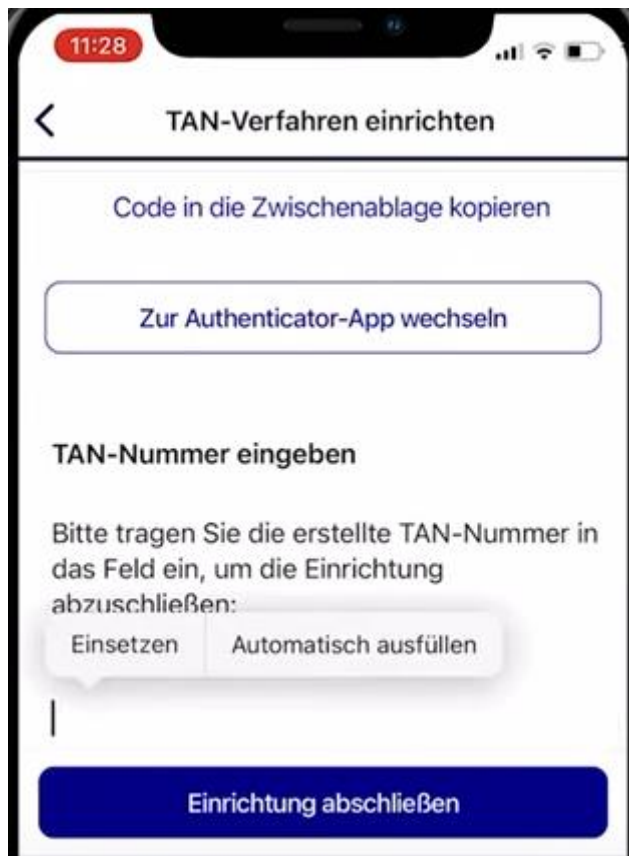 11:28
TAN-Verfahren einrichten
Code in die Zwischenablage kopieren
Zur Authenticator-App wechseln
TAN-Nummer eingeben
Bitte tragen Sie die erstellte TAN-Nummer in
das Feld ein, um die Einrichtung
abzuschließen:
Einsetzen Automatisch ausfüllen
Einrichtung abschließen